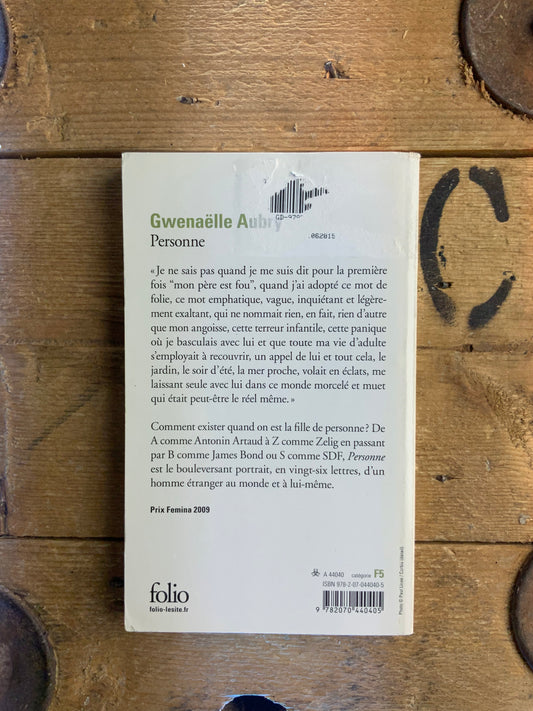 GD-978
.062815
Gwenaëlle Aubry
Personne
« Je ne sais pas quand je me suis dit pour la première
fois “mon père est fou”, quand j’ai adopté ce mot de
folie, ce mot emphatique, vague, inquiétant et légère-
ment exaltant, qui ne nommait rien, en fait, rien d’autre
que mon angoisse, cette terreur infantile, cette panique
où je basculais avec lui et que toute ma vie d’adulte
s’employait à recouvrir, un appel de lui et tout cela, le
jardin, le soir d’été, la mer proche, volait en éclats, me
laissant seule avec lui dans ce monde morcelé et muet
qui était peut-être le réel même. »
Comment exister quand on est la fille de personne ? De
A comme Antonin Artaud à Z comme Zelig en passant
par B comme James Bond ou S comme SDF, Personne
est le bouleversant portrait, en vingt-six lettres, d’un
homme étranger au monde et à lui-même.
Prix Femina 2009
folio
folio-lesite.fr
A 44040 catégorie F5
ISBN 978-2-07-044040-5
9 782070 440405
C